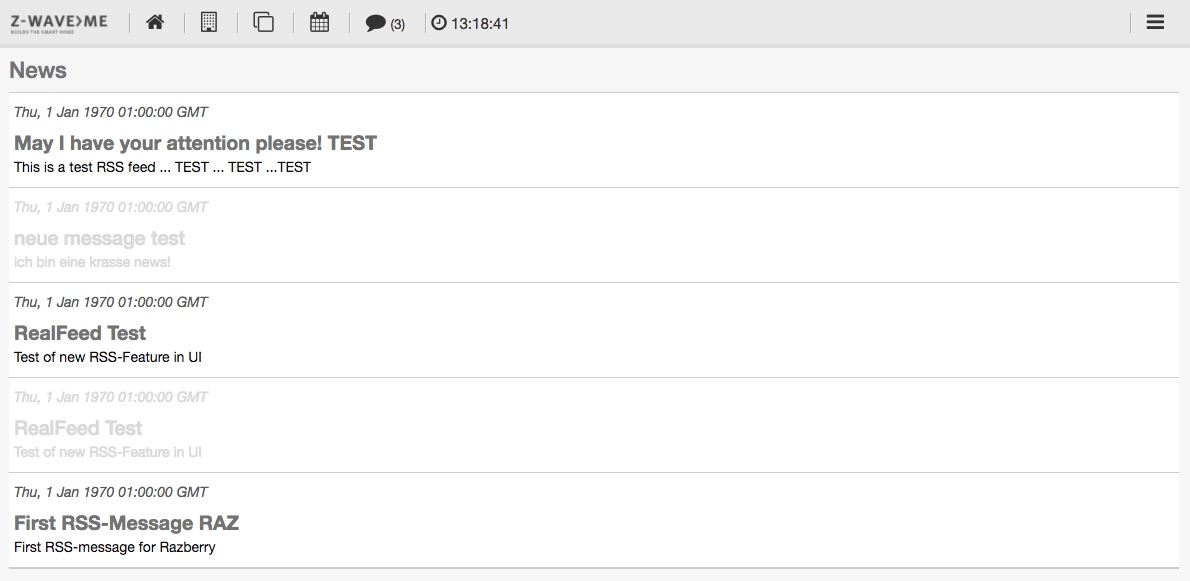 Z-WAVE>ME
BUILDS THE SMART HOME
(3)
13:18:41
News
Thu, 1 Jan 1970 01:00:00 GMT
May I have your attention please! TEST
This is a test RSS feed ... TEST ... TEST ...TEST
Thu, 1 Jan 1970 01:00:00 GMT
neue message test
ich bin eine krasse news!
Thu, 1 Jan 1970 01:00:00 GMT
RealFeed Test
Test of new RSS-Feature in UI
Thu, 1 Jan 1970 01:00:00 GMT
RealFeed Test
Test of new RSS-Feature in UI
Thu, 1 Jan 1970 01:00:00 GMT
First RSS-Message RAZ
First RSS-message for Razberry